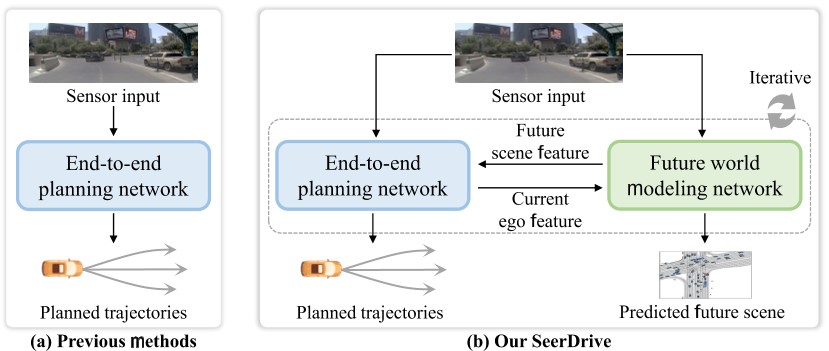 Sensor input
End-to-end
planning network
Planned trajectories
(a) Previous methods
Sensor input
Iterative
Future
scene feature
End-to-end
planning network
Future world
modeling network
Current
ego feature
Planned trajectories
Predicted future scene
(b) Our SeerDrive